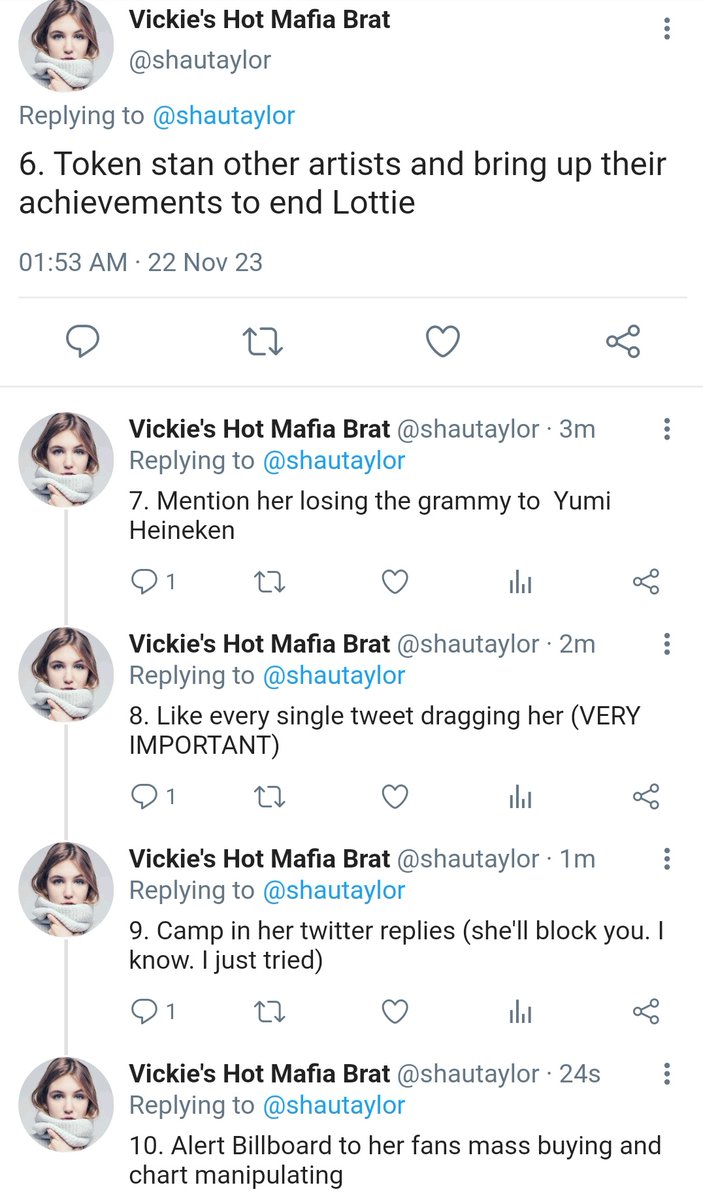 Vickie's Hot Mafia Brat
@shautaylor
Replying to @shautaylor
6. Token stan other artists and bring up their
achievements to end Lottie
01:53 AM · 22 Nov 23
Vickie's Hot Mafia Brat @shautaylor · 3m
Replying to @shautaylor
7. Mention her losing the grammy to  Yumi
Heineken
1
Vickie's Hot Mafia Brat @shautaylor · 2m
Replying to @shautaylor
8. Like every single tweet dragging her (VERY
IMPORTANT)
1
Vickie's Hot Mafia Brat @shautaylor · 1m
Replying to @shautaylor
9. Camp in her twitter replies (she'll block you. I
know. I just tried)
1
Vickie's Hot Mafia Brat @shautaylor · 24s
Replying to @shautaylor
10. Alert Billboard to her fans mass buying and
chart manipulating